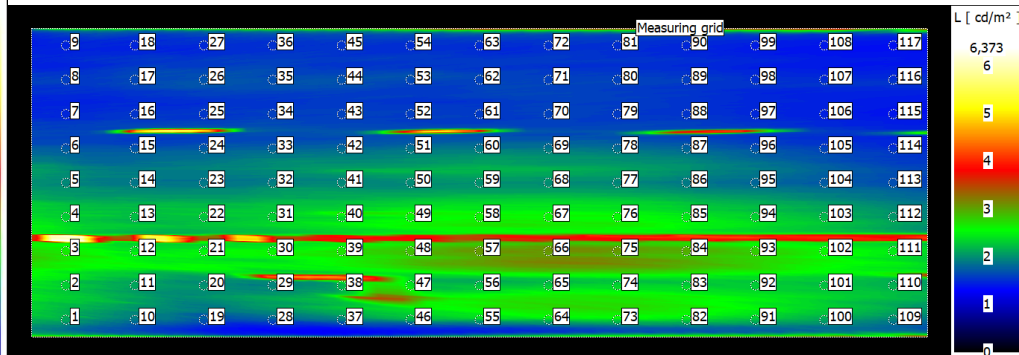 Measuring grid
L [ cd/m² ]
9 18 27 36 45 54 63 72 81 90 99 108 117
6,373
6
8 17 26 35 44 53 62 71 80 89 98 107 116
7 16 25 34 43 52 61 70 79 88 97 106 115
5
6 15 24 33 42 51 60 69 78 87 96 105 114
4
5 14 23 32 41 50 59 68 77 86 95 104 113
3
4 13 22 31 40 49 58 67 76 85 94 103 112
3 12 21 30 39 48 57 66 75 84 93 102 111
2
2 11 20 29 38 47 56 65 74 83 92 101 110
1
1 10 19 28 37 46 55 64 73 82 91 100 109
0